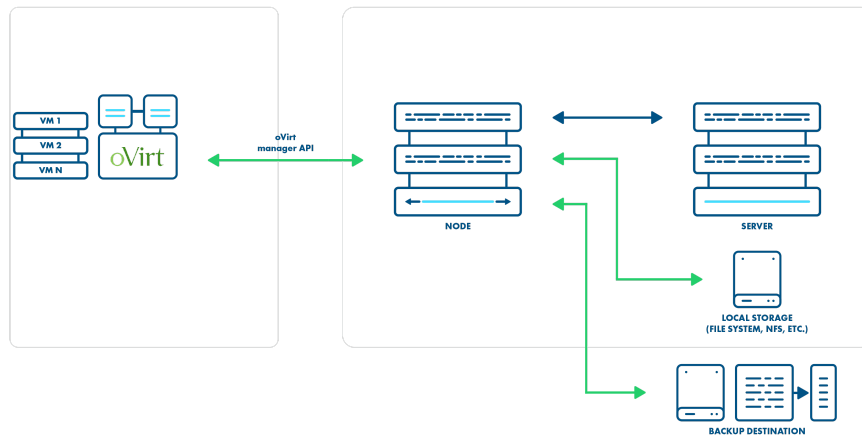 VM 1
VM 2
VM N
oVirt
oVirt
manager API
NODE
SERVER
LOCAL STORAGE
(FILE SYSTEM, NFS, ETC.)
BACKUP DESTINATION